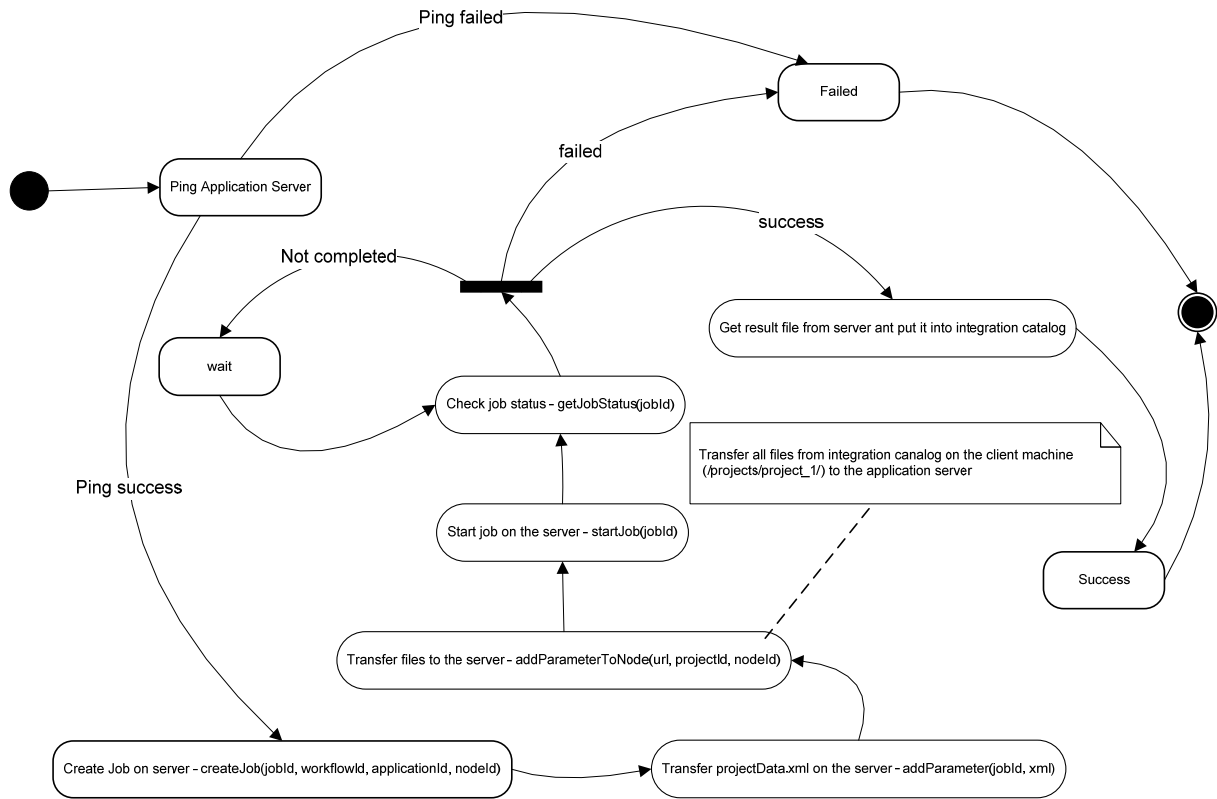 Ping failed
Failed
failed
Ping Application Server
success
Not completed
Get result file from server ant put it into integration catalog
wait
Check job status – getJobStatus(jobId)
Transfer all files from integration canalog on the client machine
(/projects/project_1/) to the application server
Ping success
Start job on the server – startJob(jobId)
Success
Transfer files to the server – addParameterToNode(url, projectId, nodeId)
Create Job on server – createJob(jobId, workflowId, applicationId, nodeId)
Transfer projectData.xml on the server – addParameter(jobId, xml)